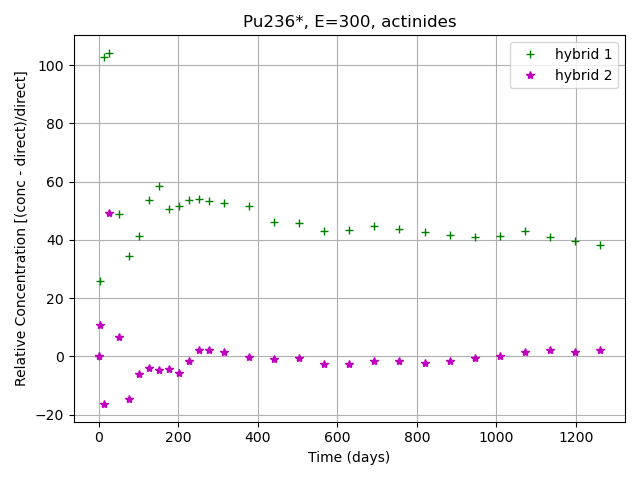 Pu236*, E=300, actinides
hybrid 1
hybrid 2
Relative Concentration [(conc - direct)/direct]
100
80
60
40
20
0
−20
0 200 400 600 800 1000 1200
Time (days)